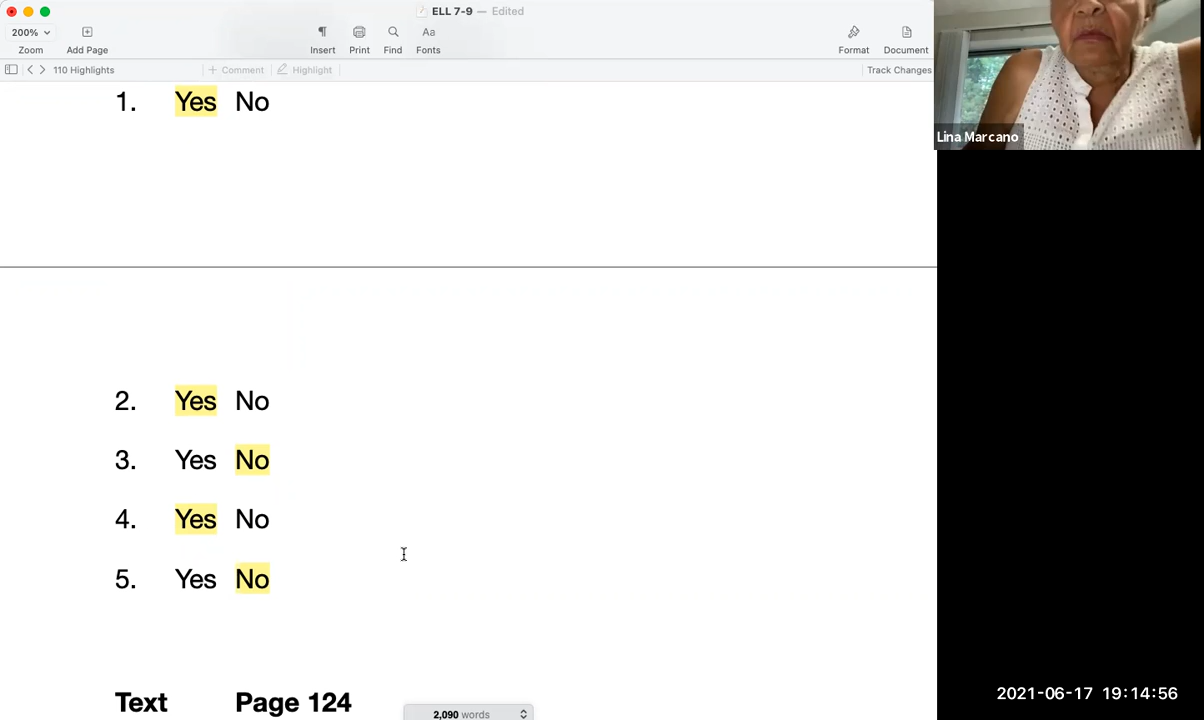 ELL 7-9 — Edited
200%
Zoom
Add Page
Insert
Print
Find
Aa
Fonts
Format
Document
110 Highlights
+ Comment
Highlight
Track Changes
Lina Marcano
1. Yes No
2. Yes No
3. Yes No
4. Yes No
5. Yes No
Text Page 124
2,090 words
2021-06-17 19:14:56